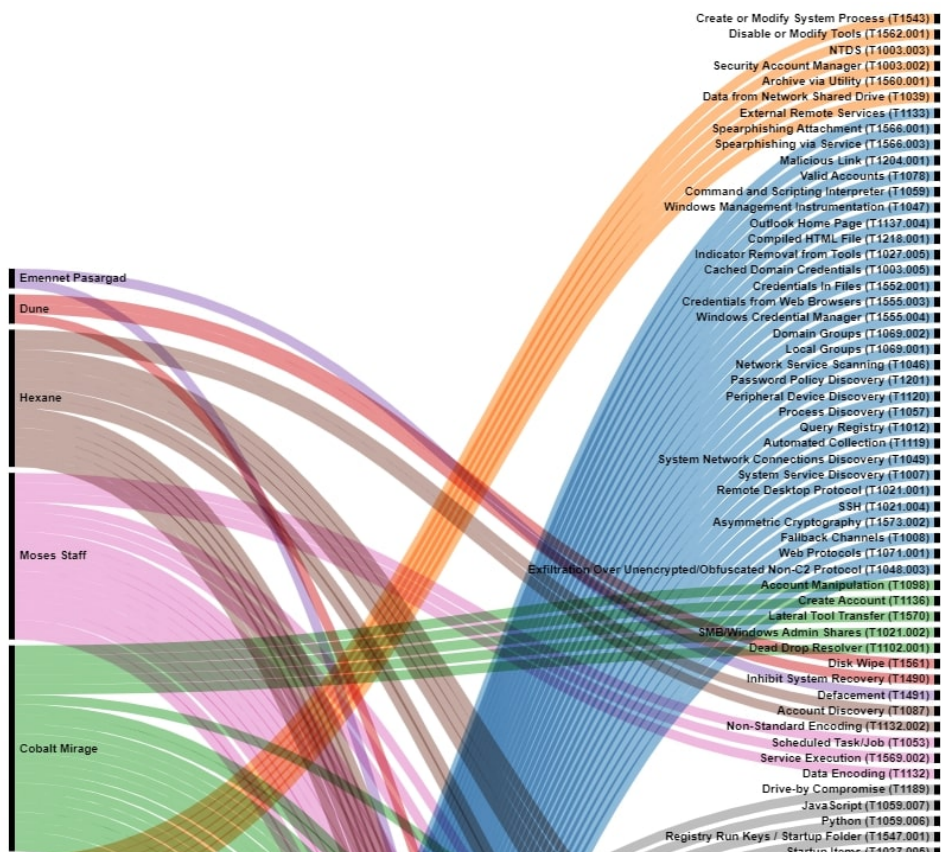 Emennet Pasargad
Dune
Hexane
Moses Staff
Cobalt Mirage
Create or Modify System Process (T1543)
Disable or Modify Tools (T1562.001)
NTDS (T1003.003)
Security Account Manager (T1003.002)
Archive via Utility (T1560.001)
Data from Network Shared Drive (T1039)
External Remote Services (T1133)
Spearphishing Attachment (T1566.001)
Spearphishing via Service (T1566.003)
Malicious Link (T1204.001)
Valid Accounts (T1078)
Command and Scripting Interpreter (T1059)
Windows Management Instrumentation (T1047)
Outlook Home Page (T1137.004)
Compiled HTML File (T1218.001)
Indicator Removal from Tools (T1027.005)
Cached Domain Credentials (T1003.005)
Credentials In Files (T1552.001)
Credentials from Web Browsers (T1555.003)
Windows Credential Manager (T1555.004)
Domain Groups (T1069.002)
Local Groups (T1069.001)
Network Service Scanning (T1046)
Password Policy Discovery (T1201)
Peripheral Device Discovery (T1120)
Process Discovery (T1057)
Query Registry (T1012)
Automated Collection (T1119)
System Network Connections Discovery (T1049)
System Service Discovery (T1007)
Remote Desktop Protocol (T1021.001)
SSH (T1021.004)
Asymmetric Cryptography (T1573.002)
Fallback Channels (T1008)
Web Protocols (T1071.001)
Exfiltration Over Unencrypted/Obfuscated Non-C2 Protocol (T1048.003)
Account Manipulation (T1098)
Create Account (T1136)
Lateral Tool Transfer (T1570)
SMB/Windows Admin Shares (T1021.002)
Dead Drop Resolver (T1102.001)
Disk Wipe (T1561)
Inhibit System Recovery (T1490)
Defacement (T1491)
Account Discovery (T1087)
Non-Standard Encoding (T1132.002)
Scheduled Task/Job (T1053)
Service Execution (T1569.002)
Data Encoding (T1132)
Drive-by Compromise (T1189)
JavaScript (T1059.007)
Python (T1059.006)
Registry Run Keys / Startup Folder (T1547.001)
Startup Items (T1037.005)